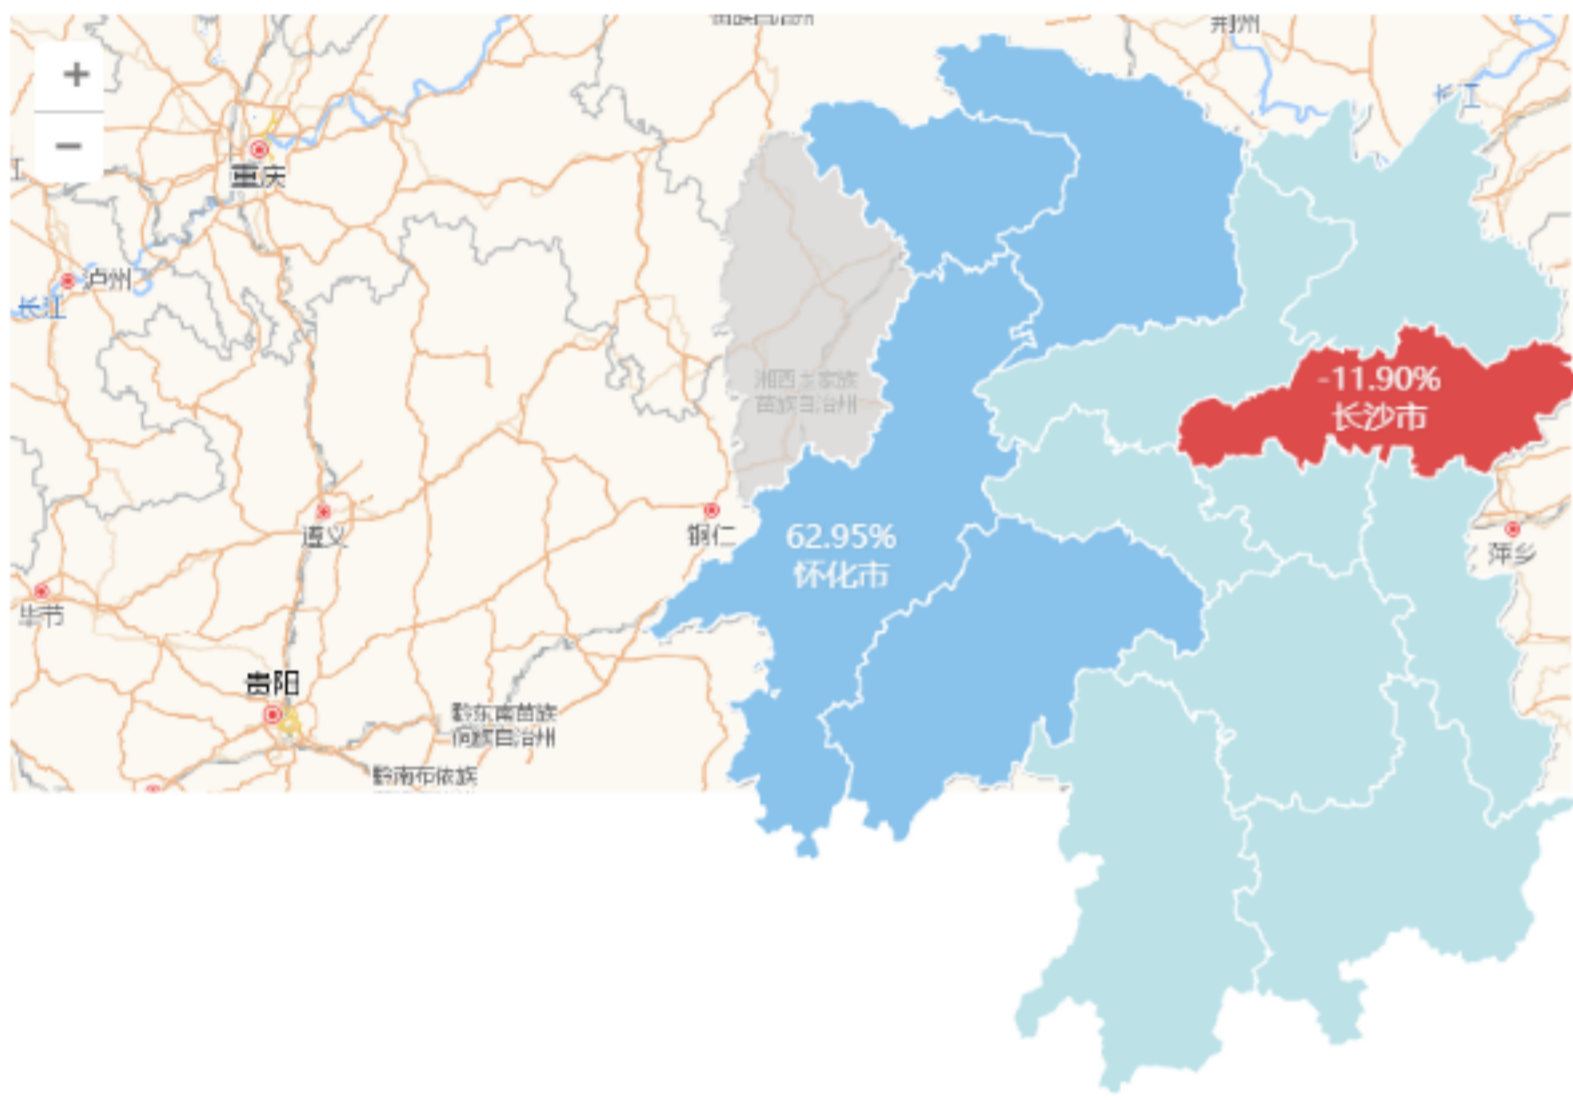 荆州
+
长江
−
重庆
泸州
长江
-11.90%
长沙市
湘西土家族
苗族自治州
铜仁
遵义
62.95%
怀化市
萍乡
毕节
贵阳
黔东南苗族
侗族自治州
黔南布依族